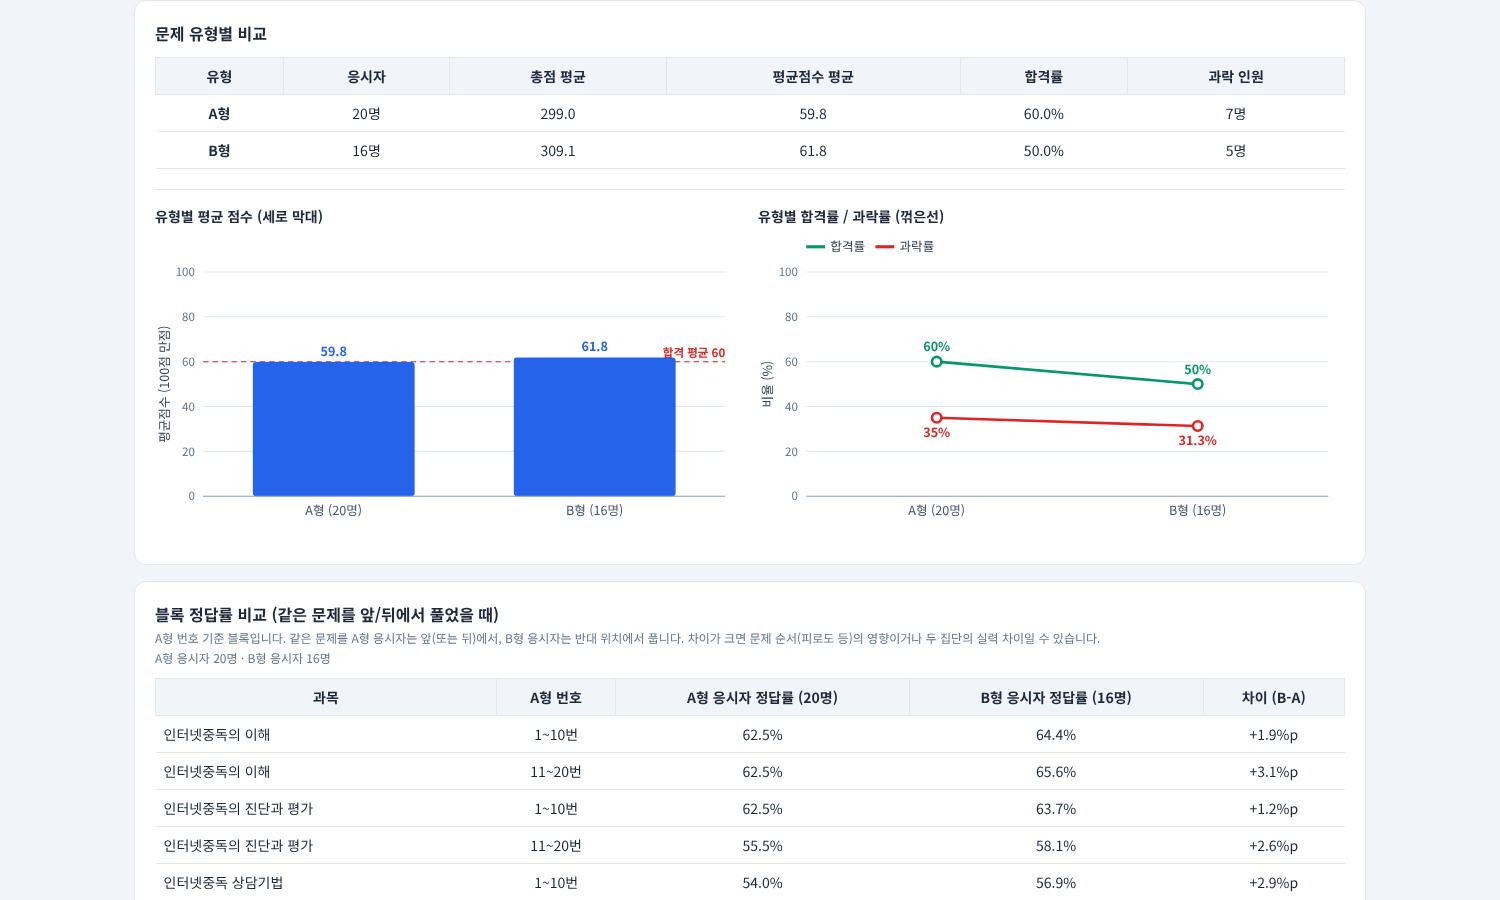 문제 유형별 비교
유형 응시자 총점 평균 평균점수 평균 합격률 과락 인원
A형 20명 299.0 59.8 60.0% 7명
B형 16명 309.1 61.8 50.0% 5명
유형별 평균 점수 (세로 막대)
100
80
60
40
20
0
평균점수 (100점 만점)
59.8
61.8
합격 평균 60
A형 (20명)
B형 (16명)
유형별 합격률 / 과락률 (꺾은선)
합격률 과락률
100
80
60
40
20
0
비율 (%)
60%
50%
35%
31.3%
A형 (20명)
B형 (16명)
블록 정답률 비교 (같은 문제를 앞/뒤에서 풀었을 때)
A형 번호 기준 블록입니다. 같은 문제를 A형 응시자는 앞(또는 뒤)에서, B형 응시자는 반대 위치에서 풉니다. 차이가 크면 문제 순서(피로도 등)의 영향이거나 두 집단의 실력 차이일 수 있습니다.
A형 응시자 20명 · B형 응시자 16명
과목 A형 번호 A형 응시자 정답률 (20명) B형 응시자 정답률 (16명) 차이 (B-A)
인터넷중독의 이해 1~10번 62.5% 64.4% +1.9%p
인터넷중독의 이해 11~20번 62.5% 65.6% +3.1%p
인터넷중독의 진단과 평가 1~10번 62.5% 63.7% +1.2%p
인터넷중독의 진단과 평가 11~20번 55.5% 58.1% +2.6%p
인터넷중독 상담기법 1~10번 54.0% 56.9% +2.9%p